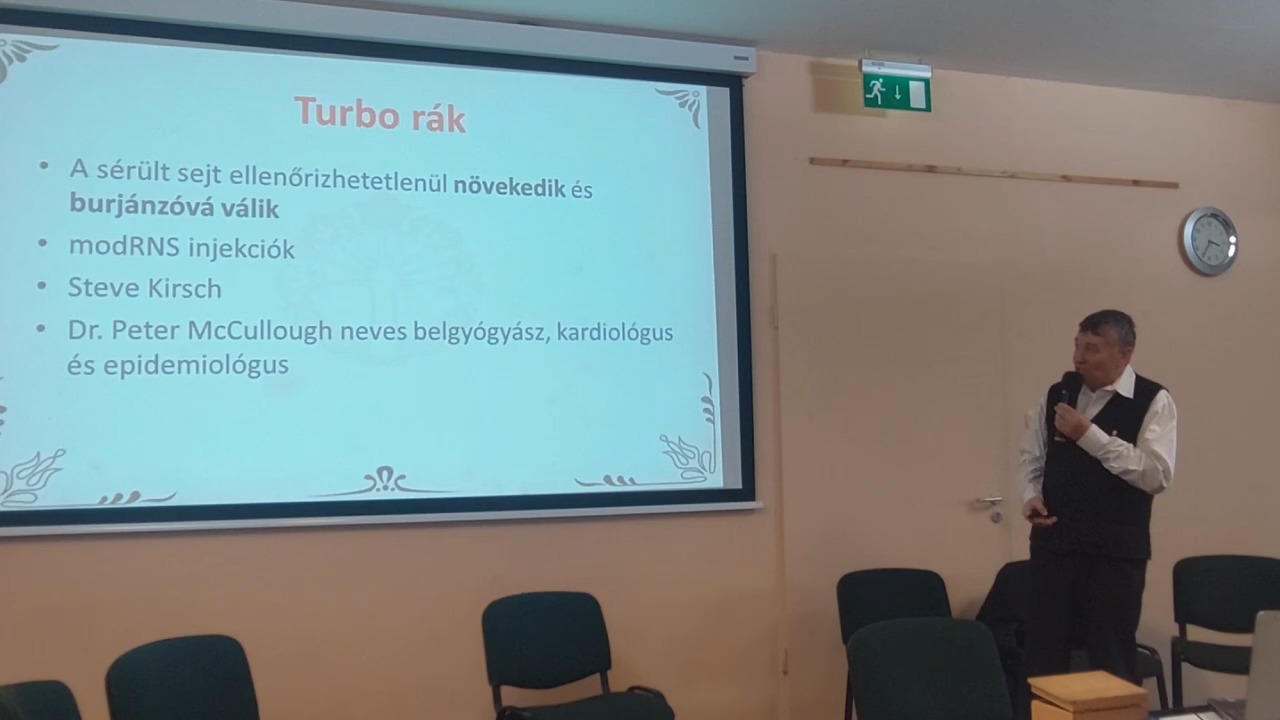 Turbo rák
• A sérült sejt ellenőrizhetetlenül növekedik és
burjánzóvá válik
• modRNS injekciók
• Steve Kirsch
• Dr. Peter McCullough neves belgyógyász, kardiológus
és epidemiológus